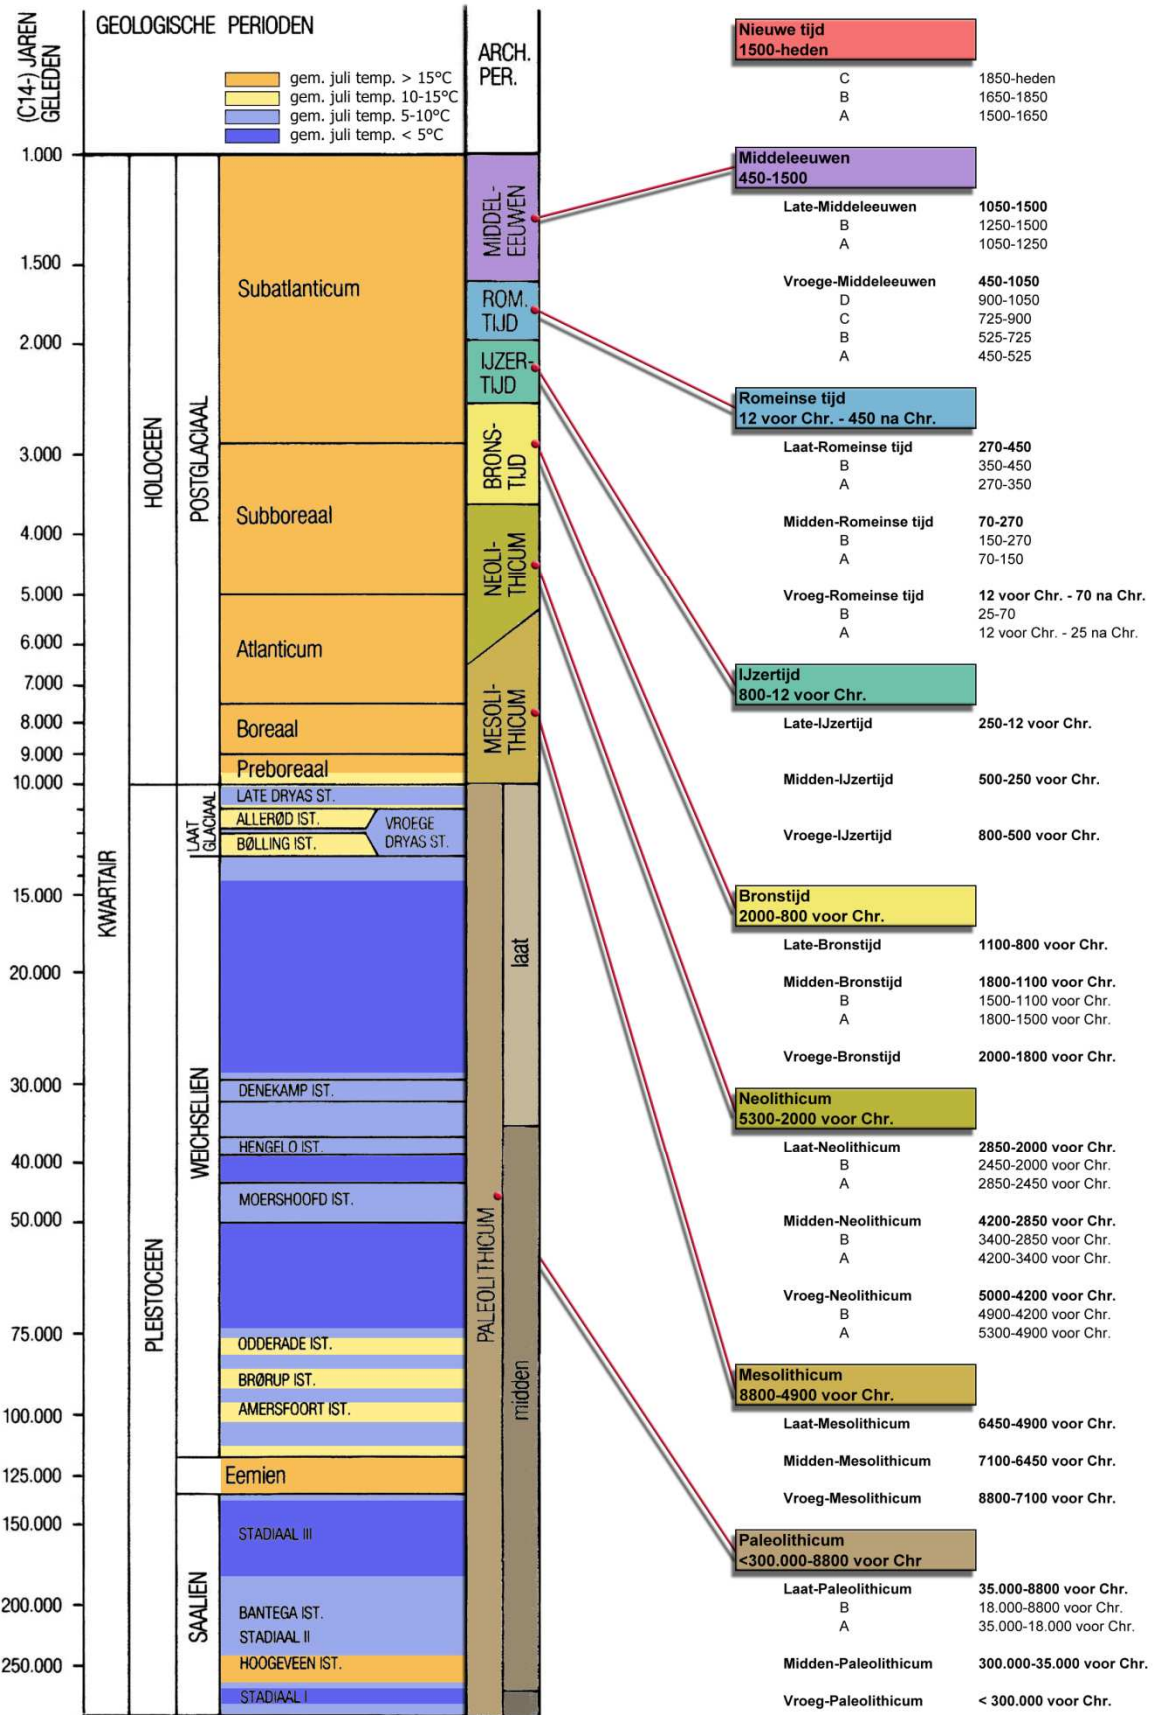 (C14-) JAREN
GELEDEN
GEOLOGISCHE PERIODEN
gem. juli temp. > 15°C
gem. juli temp. 10-15°C
gem. juli temp. 5-10°C
gem. juli temp. < 5°C
ARCH.
PER.
1.000
1.500
2.000
3.000
4.000
5.000
6.000
7.000
8.000
9.000
10.000
15.000
20.000
30.000
40.000
50.000
75.000
100.000
125.000
150.000
200.000
250.000
KWARTAIR
HOLOCEEN
PLEISTOCEEN
POSTGLACIAAL
LAAT
GLACIAAL
WEICHSELIEN
SAALIEN
Subatlanticum
Subboreaal
Atlanticum
Boreaal
Preboreaal
LATE DRYAS ST.
ALLERØD IST.
VROEGE
DRYAS ST.
BØLLING IST.
DENEKAMP IST.
HENGELO IST.
MOERSHOOFD IST.
ODDERADE IST.
BRØRUP IST.
AMERSFOORT IST.
Eemien
STADIAAL III
BANTEGA IST.
STADIAAL II
HOOGEVEEN IST.
STADIAAL I
MIDDEL-
EEUWEN
ROM.
TIJD
IJZER-
TIJD
BRONS-
TIJD
NEOLI-
THICUM
MESOLI-
THICUM
PALEOLITHICUM
laat
midden
Nieuwe tijd
1500-heden
C 1850-heden
B 1650-1850
A 1500-1650
Middeleeuwen
450-1500
Late-Middeleeuwen 1050-1500
B 1250-1500
A 1050-1250
Vroege-Middeleeuwen 450-1050
D 900-1050
C 725-900
B 525-725
A 450-525
Romeinse tijd
12 voor Chr. - 450 na Chr.
Laat-Romeinse tijd 270-450
B 350-450
A 270-350
Midden-Romeinse tijd 70-270
B 150-270
A 70-150
Vroeg-Romeinse tijd 12 voor Chr. - 70 na Chr.
B 25-70
A 12 voor Chr. - 25 na Chr.
IJzertijd
800-12 voor Chr.
Late-IJzertijd 250-12 voor Chr.
Midden-IJzertijd 500-250 voor Chr.
Vroege-IJzertijd 800-500 voor Chr.
Bronstijd
2000-800 voor Chr.
Late-Bronstijd 1100-800 voor Chr.
Midden-Bronstijd 1800-1100 voor Chr.
B 1500-1100 voor Chr.
A 1800-1500 voor Chr.
Vroege-Bronstijd 2000-1800 voor Chr.
Neolithicum
5300-2000 voor Chr.
Laat-Neolithicum 2850-2000 voor Chr.
B 2450-2000 voor Chr.
A 2850-2450 voor Chr.
Midden-Neolithicum 4200-2850 voor Chr.
B 3400-2850 voor Chr.
A 4200-3400 voor Chr.
Vroeg-Neolithicum 5000-4200 voor Chr.
B 4900-4200 voor Chr.
A 5300-4900 voor Chr.
Mesolithicum
8800-4900 voor Chr.
Laat-Mesolithicum 6450-4900 voor Chr.
Midden-Mesolithicum 7100-6450 voor Chr.
Vroeg-Mesolithicum 8800-7100 voor Chr.
Paleolithicum
<300.000-8800 voor Chr
Laat-Paleolithicum 35.000-8800 voor Chr.
B 18.000-8800 voor Chr.
A 35.000-18.000 voor Chr.
Midden-Paleolithicum 300.000-35.000 voor Chr.
Vroeg-Paleolithicum < 300.000 voor Chr.